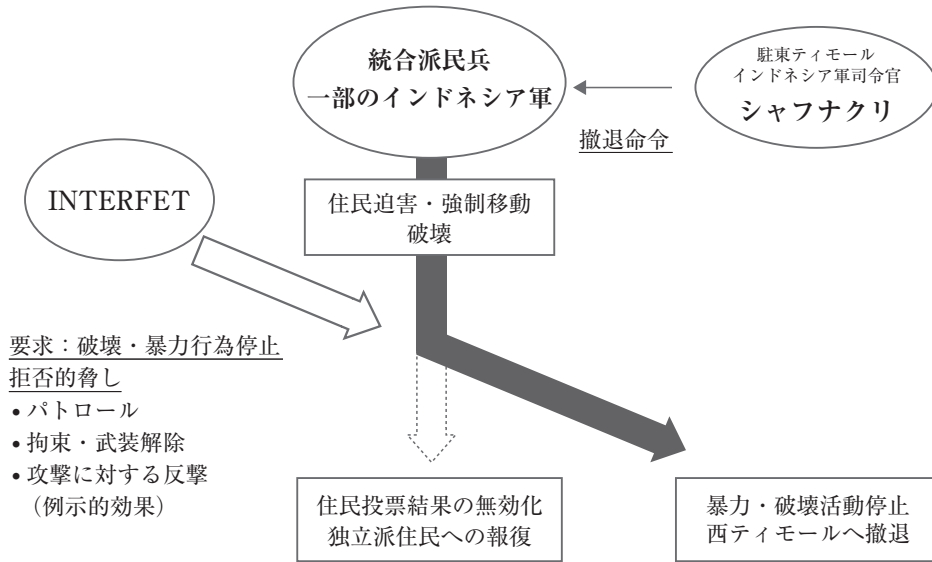 統合派民兵
一部のインドネシア軍
駐東ティモール
インドネシア軍司令官
シャフナクリ
撤退命令
INTERFET
住民迫害・強制移動
破壊
要求：破壊・暴力行為停止
拒否的脅し
• パトロール
• 拘束・武装解除
• 攻撃に対する反撃
（例示的効果）
住民投票結果の無効化
独立派住民への報復
暴力・破壊活動停止
西ティモールへ撤退